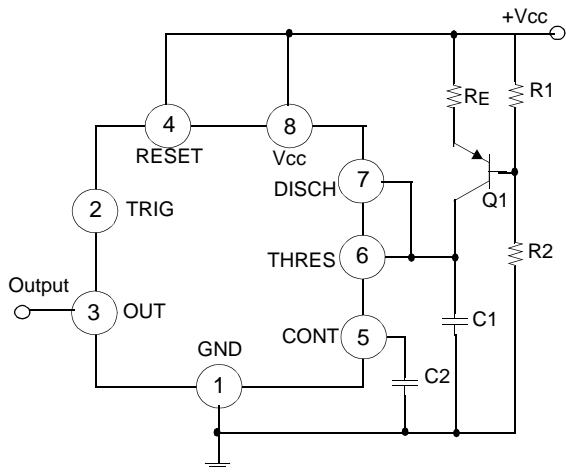 +Vcc
4
RESET
8
Vcc
RE
R1
7
DISCH
Q1
2
TRIG
6
THRES
R2
Output
3
OUT
GND
CONT
5
C1
C2
1